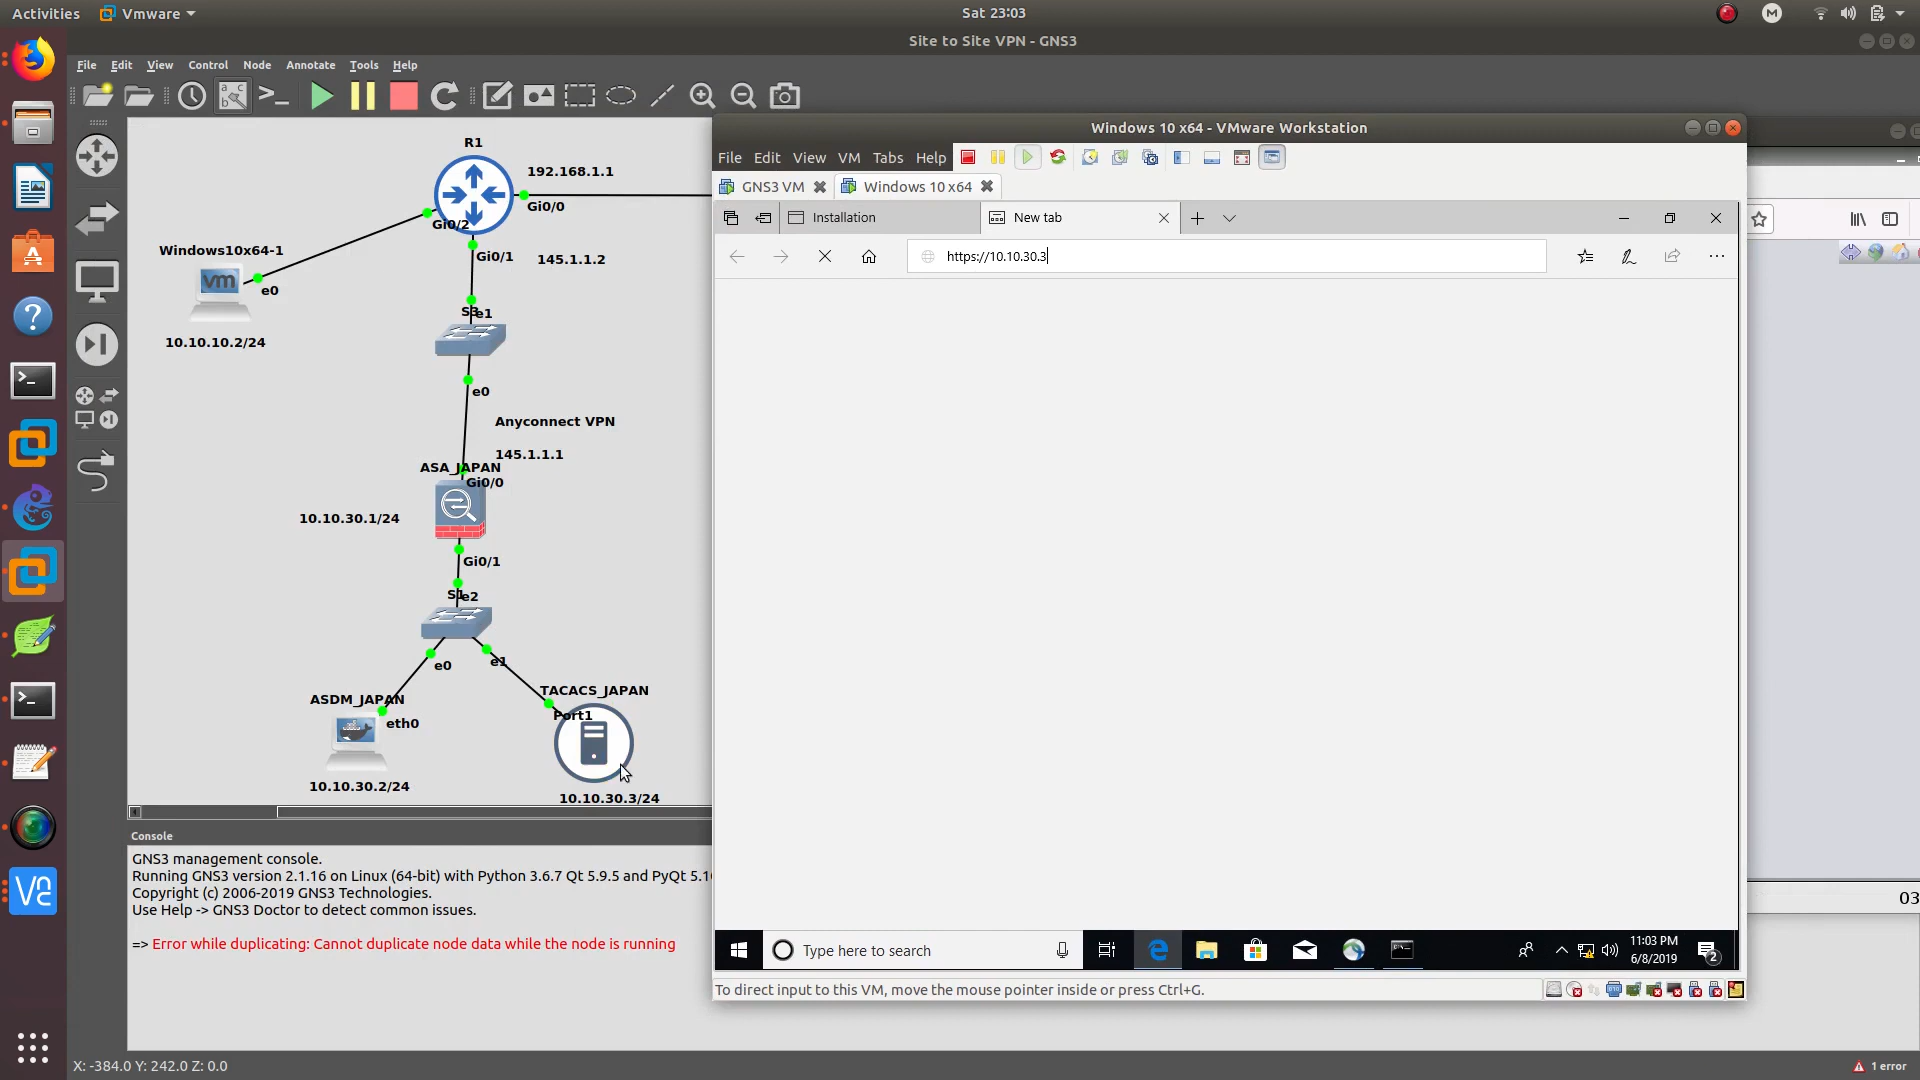 Activities
Vmware
Sat 23:03
Site to Site VPN - GNS3
File Edit View Control Node Annotate Tools Help
R1
192.168.1.1
Gi0/0
Gi0/2
Gi0/1
145.1.1.2
Windows10x64-1
vm
e0
10.10.10.2/24
S3
e1
e0
Anyconnect VPN
145.1.1.1
ASA_JAPAN
Gi0/0
10.10.30.1/24
Gi0/1
S1
e2
e0
e1
ASDM_JAPAN
eth0
10.10.30.2/24
TACACS_JAPAN
Port1
10.10.30.3/24
Console
GNS3 management console.
Running GNS3 version 2.1.16 on Linux (64-bit) with Python 3.6.7 Qt 5.9.5 and PyQt 5.1
Copyright (c) 2006-2019 GNS3 Technologies.
Use Help -> GNS3 Doctor to detect common issues.
=> Error while duplicating: Cannot duplicate node data while the node is running
X: -384.0 Y: 242.0 Z: 0.0
1 error
Windows 10 x64 - VMware Workstation
File Edit View VM Tabs Help
GNS3 VM
Windows 10 x64
Installation
New tab
https://10.10.30.3
Type here to search
11:03 PM
6/8/2019
2
To direct input to this VM, move the mouse pointer inside or press Ctrl+G.
03